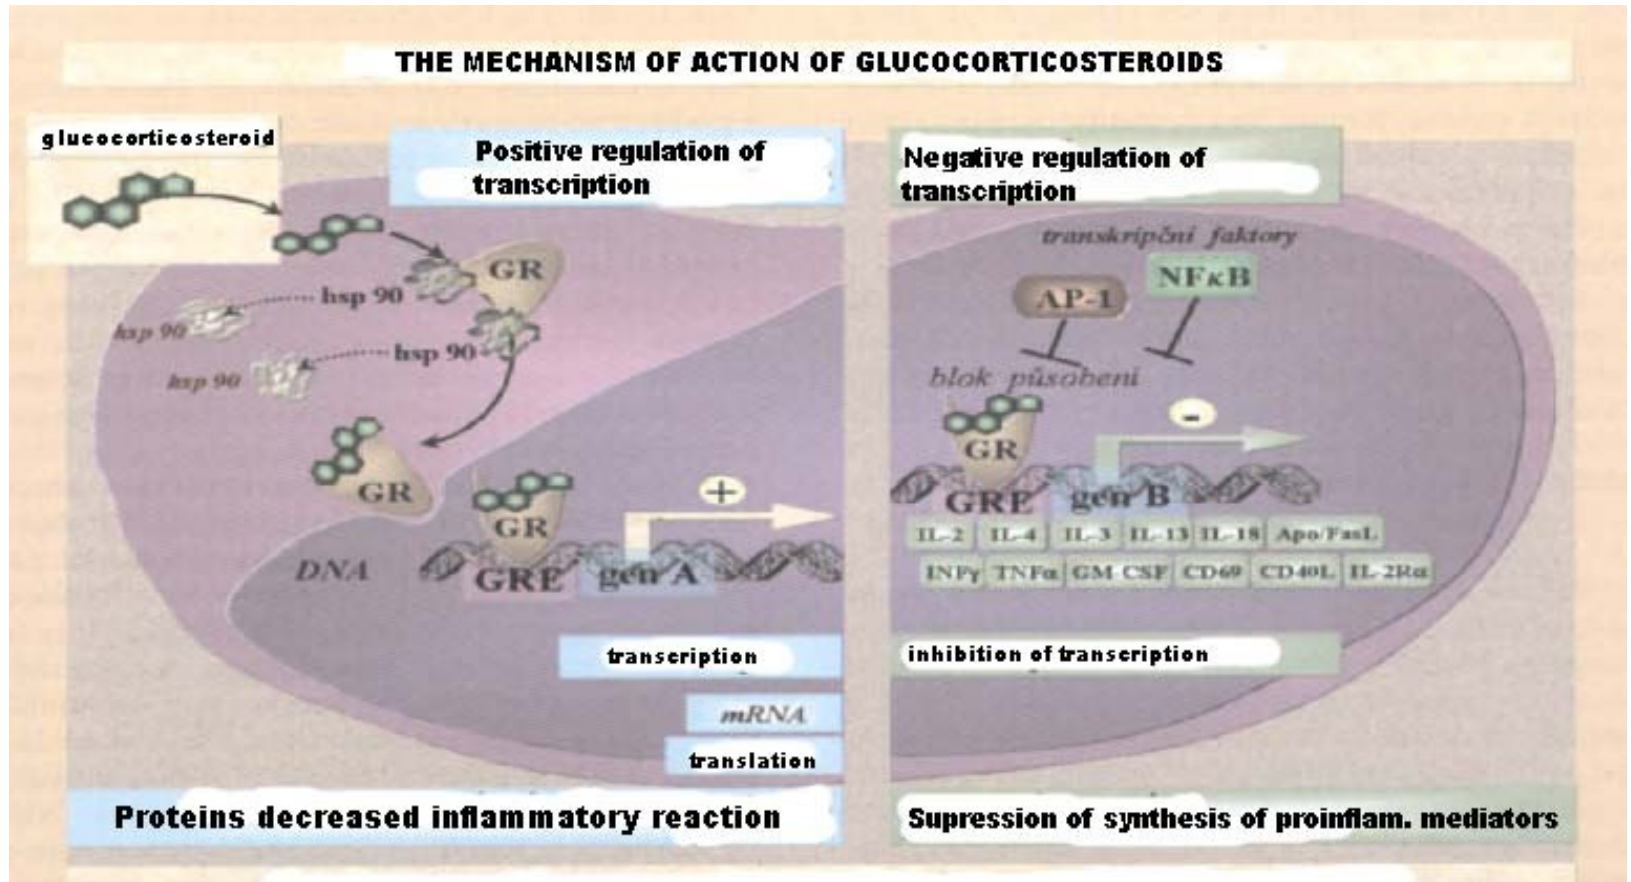 THE MECHANISM OF ACTION OF GLUCOCORTICOSTEROIDS
glucocorticosteroid
Positive regulation of
transcription
GR
hsp 90
hsp 90
hsp 90
hsp 90
GR
GR
DNA
GRE
gen A
+
transcription
mRNA
translation
Proteins decreased inflammatory reaction
Negative regulation of
transcription
transkripční faktory
AP-1
NFκB
blok působení
GR
-
GRE
gen B
IL-2 IL-4 IL-3 IL-13 IL-18 Apo/FasL
INFγ TNFα GM CSF CD69 CD40L IL-2Rα
inhibition of transcription
Supression of synthesis of proinflam. mediators